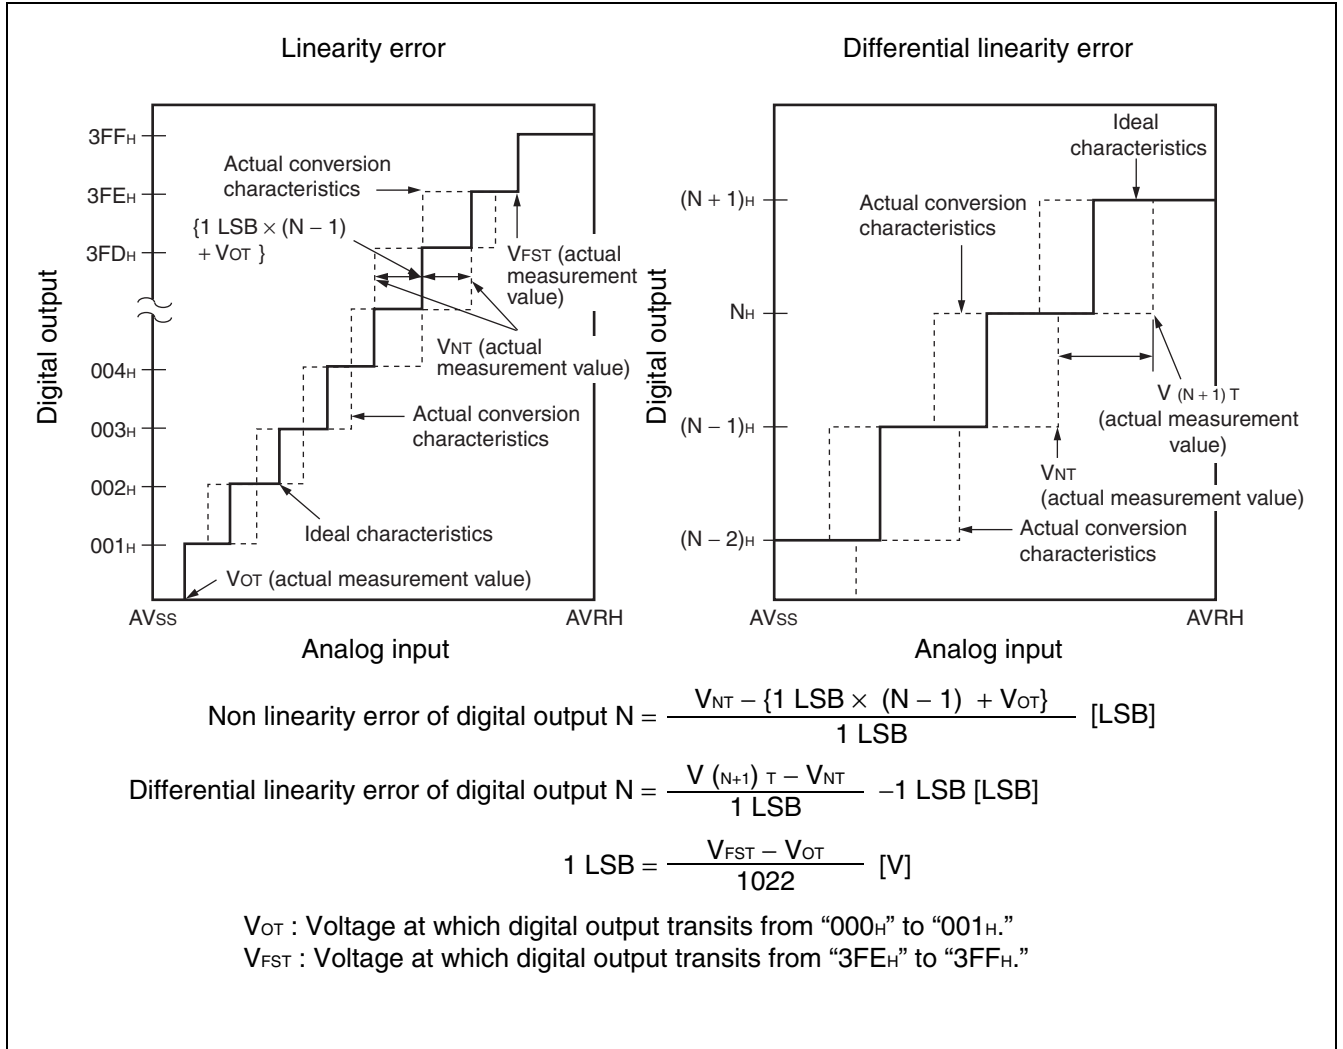 Linearity error
3FFH
3FEH
3FDH
004H
003H
002H
001H
Digital output
Actual conversion
characteristics
{1 LSB × (N − 1)
+ VOT }
VFST (actual
measurement
value)
VNT (actual
measurement value)
Actual conversion
characteristics
Ideal characteristics
VOT (actual measurement value)
AVSS
AVRH
Analog input
Differential linearity error
(N + 1)H
NH
(N − 1)H
(N − 2)H
Digital output
Ideal
characteristics
Actual conversion
characteristics
V (N + 1) T
(actual measurement
value)
VNT
(actual measurement value)
Actual conversion
characteristics
AVSS
AVRH
Analog input
Non linearity error of digital output N = VNT − {1 LSB × (N − 1) + VOT} / 1 LSB [LSB]
Differential linearity error of digital output N = V (N+1) T − VNT / 1 LSB −1 LSB [LSB]
1 LSB = VFST − VOT / 1022 [V]
VOT : Voltage at which digital output transits from “000H” to “001H.”
VFST : Voltage at which digital output transits from “3FEH” to “3FFH.”